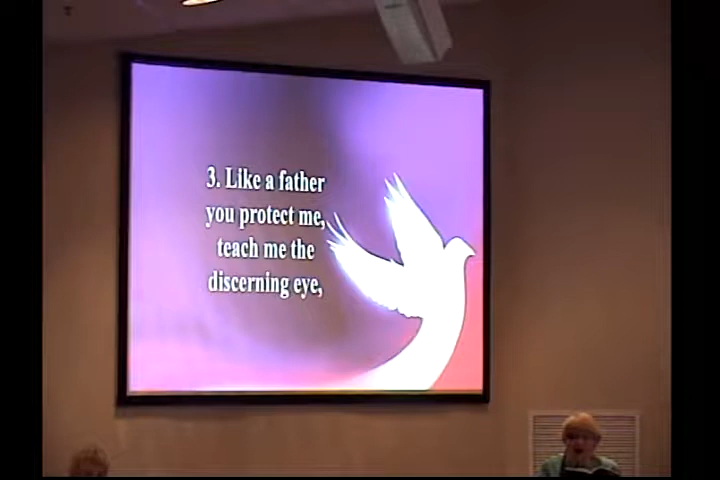 3. Like a father
you protect me,
teach me the
discerning eye,